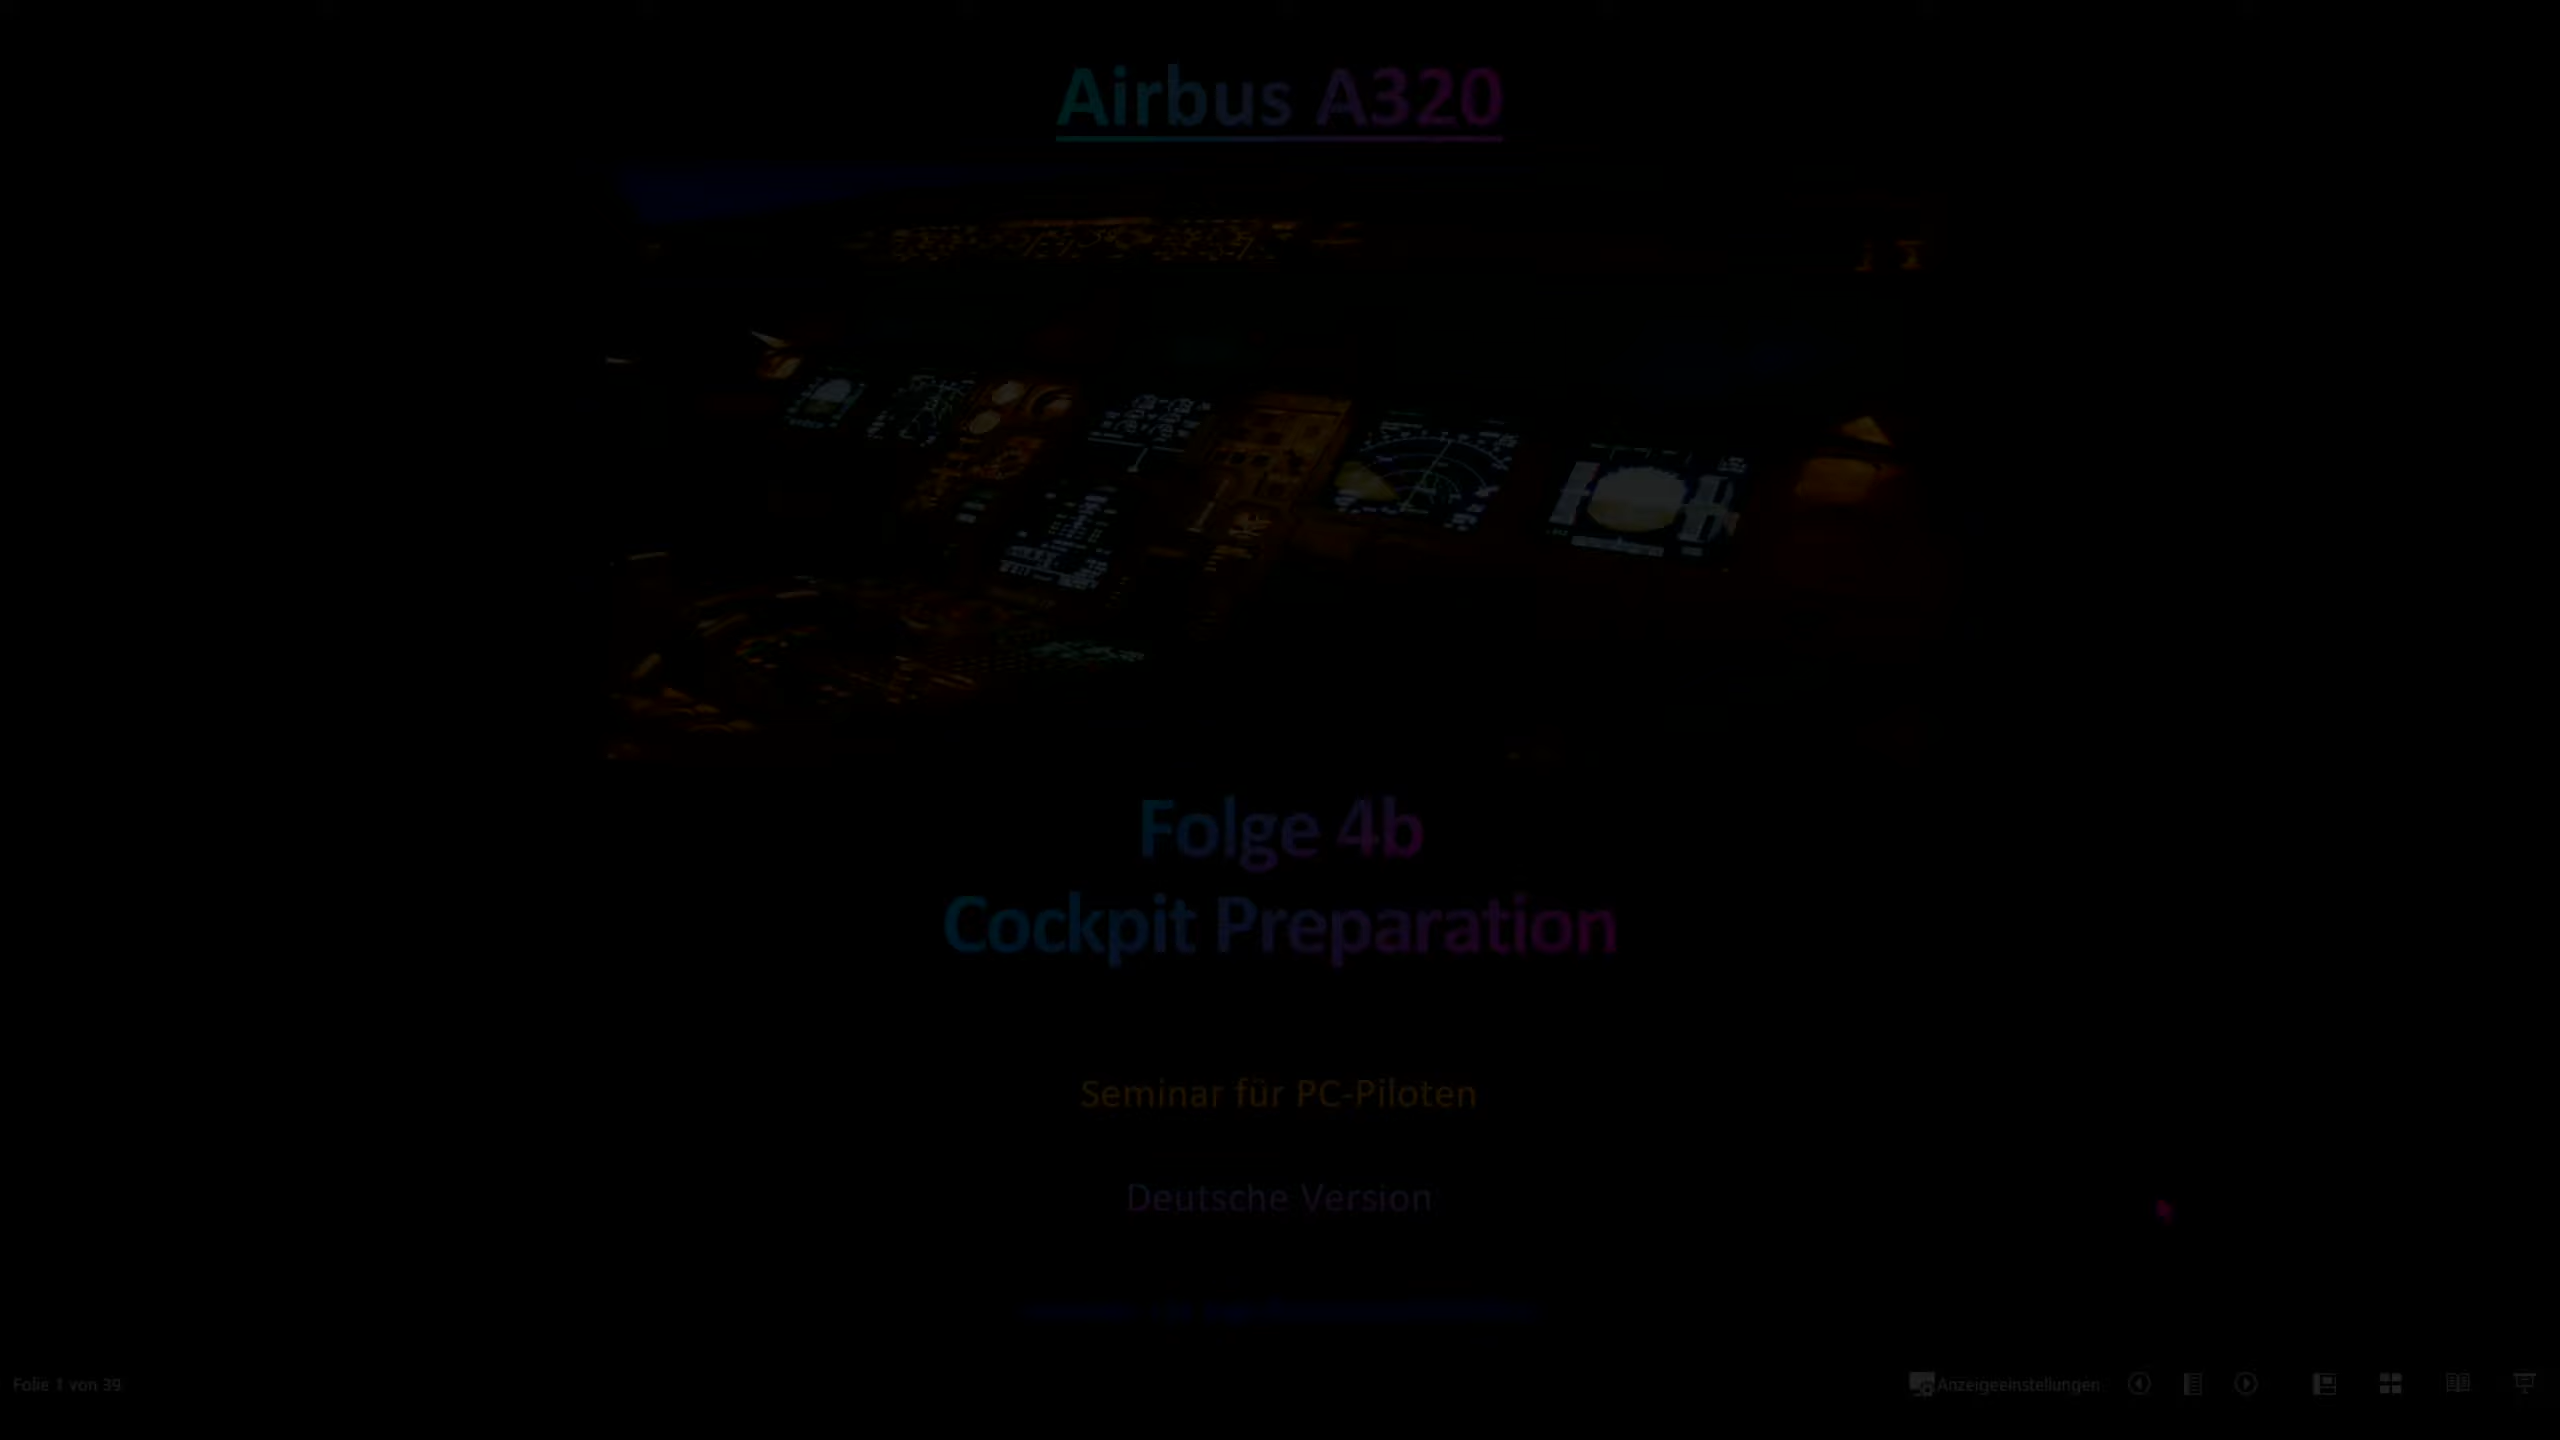 Airbus A320
Folge 4b
Cockpit Preparation
Seminar für PC-Piloten
Deutsche Version
Folie 1 von 39
Anzeigeeinstellungen